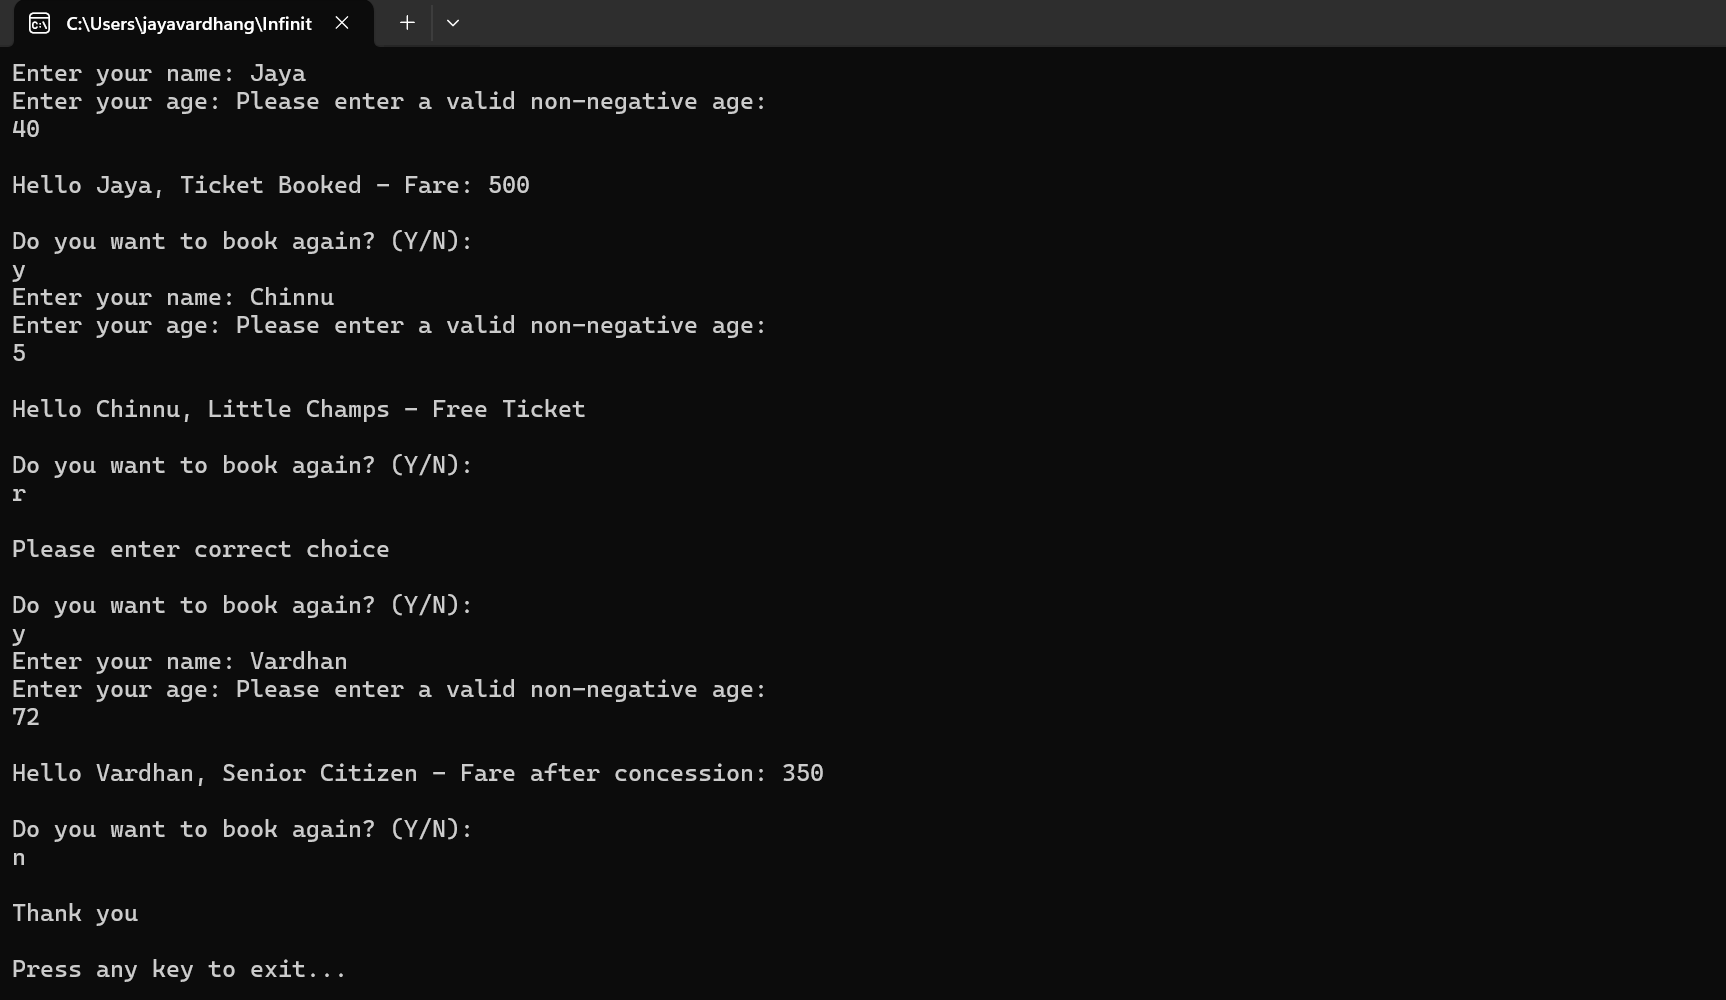 C:\Users\jayavardhang\Infinit
Enter your name: Jaya
Enter your age: Please enter a valid non-negative age:
40
Hello Jaya, Ticket Booked - Fare: 500
Do you want to book again? (Y/N):
y
Enter your name: Chinnu
Enter your age: Please enter a valid non-negative age:
5
Hello Chinnu, Little Champs - Free Ticket
Do you want to book again? (Y/N):
r
Please enter correct choice
Do you want to book again? (Y/N):
y
Enter your name: Vardhan
Enter your age: Please enter a valid non-negative age:
72
Hello Vardhan, Senior Citizen - Fare after concession: 350
Do you want to book again? (Y/N):
n
Thank you
Press any key to exit...